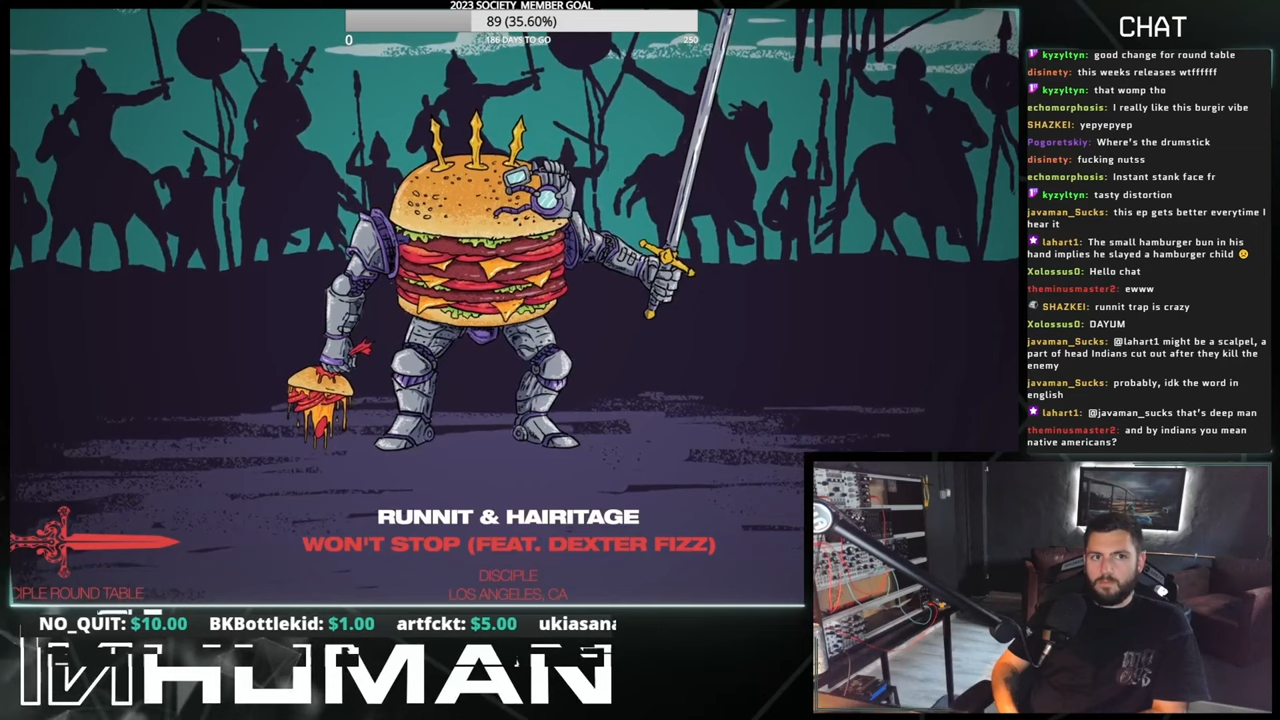 2023 SOCIETY MEMBER GOAL
89 (35.60%)
0
186 DAYS TO GO
250
CHAT
kyzyltyn: good change for round table
disinety: this weeks releases wtffffff
kyzyltyn: that womp tho
echomorphosis: I really like this burgir vibe
SHAZKEI: yepyepyep
Pogoretskiy: Where's the drumstick
disinety: fucking nutss
echomorphosis: Instant stank face fr
kyzyltyn: tasty distortion
javaman_Sucks: this ep gets better everytime I
hear it
lahart1: The small hamburger bun in his
hand implies he slayed a hamburger child
Xolossus0: Hello chat
theminusmaster2: ewww
SHAZKEI: runnit trap is crazy
Xolossus0: DAYUM
javaman_Sucks: @lahart1 might be a scalpel, a
part of head Indians cut out after they kill the
enemy
javaman_Sucks: probably, idk the word in
english
lahart1: @javaman_sucks that's deep man
theminusmaster2: and by indians you mean
native americans?
RUNNIT & HAIRITAGE
WON'T STOP (FEAT. DEXTER FIZZ)
DISCIPLE
LOS ANGELES, CA
CIPLE ROUND TABLE
NO_QUIT: $10.00 BKBottlekid: $1.00 artfckt: $5.00 ukiasana
INHUMAN